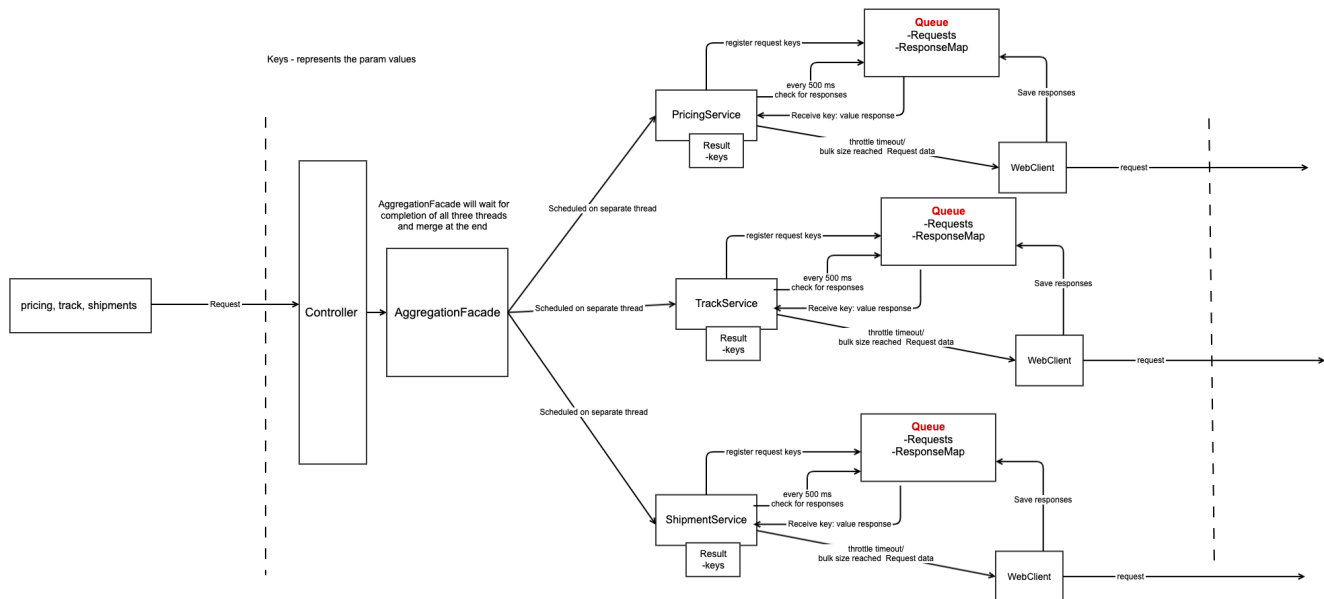 Keys - represents the param values
pricing, track, shipments
Request
Controller
AggregationFacade will wait for
completion of all three threads
and merge at the end
AggregationFacade
Scheduled on separate thread
Scheduled on separate thread
Scheduled on separate thread
Queue
-Requests
-ResponseMap
register request keys
every 500 ms
check for responses
Receive key: value response
PricingService
Result
-keys
throttle timeout/
bulk size reached Request data
Save responses
WebClient
request
Queue
-Requests
-ResponseMap
register request keys
every 500 ms
check for responses
Receive key: value response
TrackService
Result
-keys
throttle timeout/
bulk size reached Request data
Save responses
WebClient
request
Queue
-Requests
-ResponseMap
register request keys
every 500 ms
check for responses
Receive key: value response
ShipmentService
Result
-keys
throttle timeout/
bulk size reached Request data
Save responses
WebClient
request